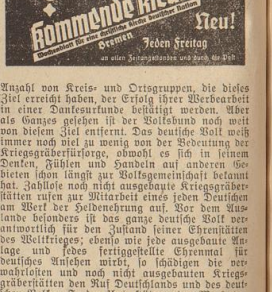 Kommende Kirche
Wochenblatt für eine christliche Kirche deutscher Nation
Neu!
Bremen Jeden Freitag
an allen Zeitungsständen und durch die Post
Anzahl von Kreis- und Ortsgruppen, die dieses
Ziel erreicht haben, der Erfolg ihrer Werbearbeit
in einer Dankesurkunde bestätigt werden. Aber
als Ganzes gesehen ist der Volksbund noch weit
von diesem Ziel entfernt. Das deutsche Volk weiß
immer noch viel zu wenig von der Bedeutung der
Kriegsgräberfürsorge, obwohl es sich in seinem
Denken, Fühlen und Handeln auf anderen Ge-
bieten schon längst zur Volksgemeinschaft bekannt
hat. Zahllose noch nicht ausgebaute Kriegsgräber-
stätten rufen zur Mitarbeit eines jeden Deutschen
am Werk der Heldenehrung auf. Vor dem Aus-
lande besonders ist das ganze deutsche Volk ver-
antwortlich für den Zustand seiner Ehrenstätten
des Weltkrieges; ebenso wie jede ausgebaute An-
lage und jedes fertiggestellte Ehrenmal für
deutsches Ansehen wirbt, so schädigen die ver-
wahrlosten und noch nicht ausgebauten Kriegs-
gräberstätten den Ruf Deutschlands und des deut-